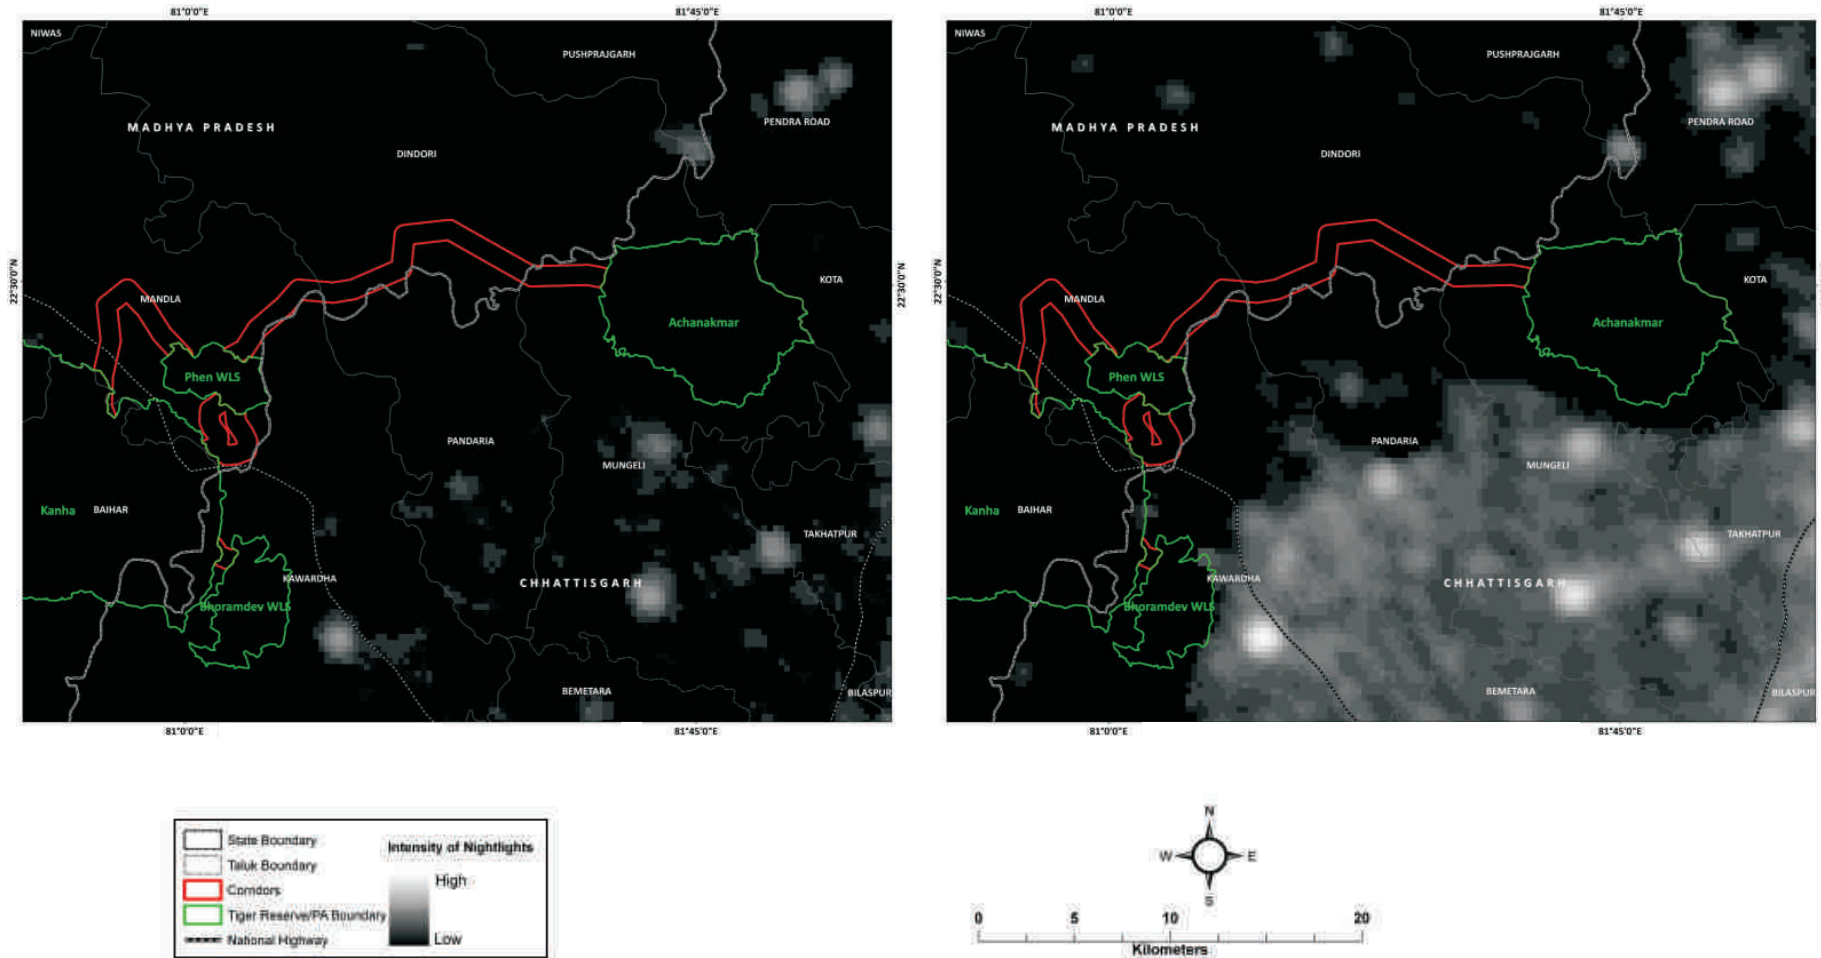 81°0'0"E
81°45'0"E
NIWAS
PUSHPRAJGARH
PENDRA ROAD
MADHYA PRADESH
DINDORI
22°30'0"N
22°30'0"N
MANDLA
KOTA
Achanakmar
Phen WLS
PANDARIA
MUNGELI
Kanha
BAIHAR
TAKHATPUR
KAWARDHA
CHHATTISGARH
Bhoramdev WLS
BEMETARA
BILASPUR
81°0'0"E
81°45'0"E
81°0'0"E
81°45'0"E
NIWAS
PUSHPRAJGARH
PENDRA ROAD
MADHYA PRADESH
DINDORI
22°30'0"N
MANDLA
KOTA
Achanakmar
Phen WLS
PANDARIA
MUNGELI
Kanha
BAIHAR
TAKHATPUR
KAWARDHA
CHHATTISGARH
Bhoramdev WLS
BEMETARA
BILASPUR
81°0'0"E
81°45'0"E
State Boundary
Taluk Boundary
Corridors
Tiger Reserve/PA Boundary
National Highway
Intensity of Nightlights
High
Low
N
W
E
S
0 5 10 20
Kilometers